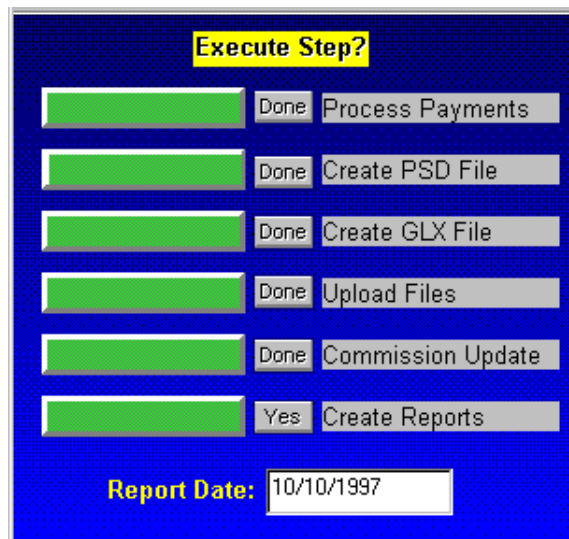 Execute Step?
Done Process Payments
Done Create PSD File
Done Create GLX File
Done Upload Files
Done Commission Update
Yes Create Reports
Report Date: 10/10/1997